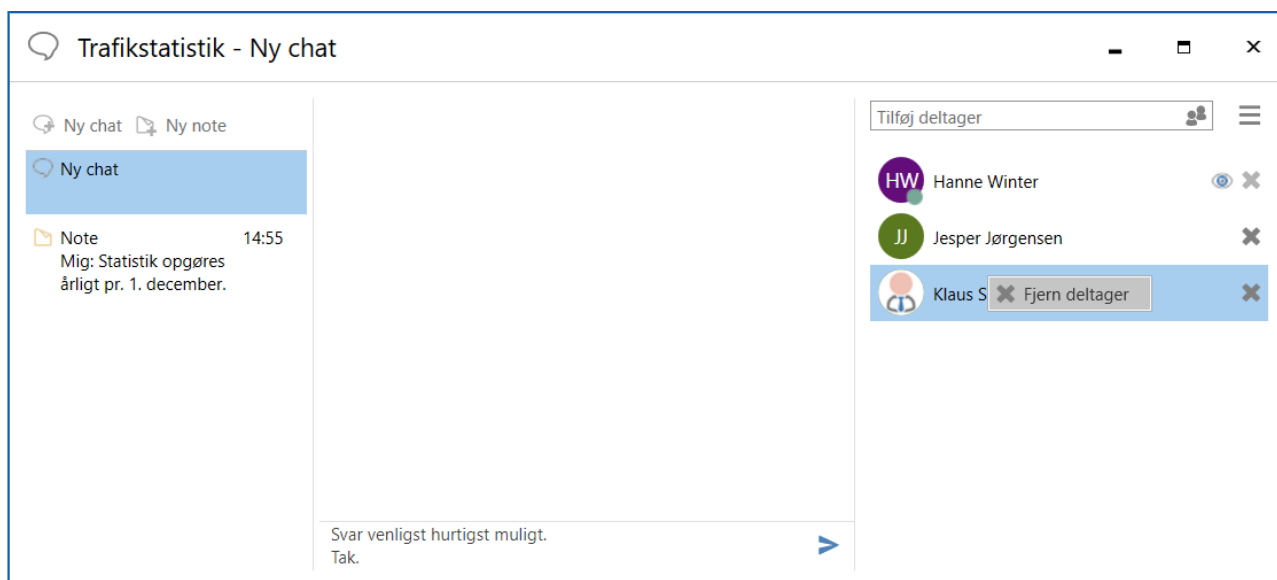 Trafikstatistik - Ny chat
Ny chat Ny note
Ny chat
Note 14:55
Mig: Statistik opgøres
årligt pr. 1. december.
Svar venligst hurtigst muligt.
Tak.
Tilføj deltager
HW Hanne Winter
JJ Jesper Jørgensen
Klaus S Fjern deltager